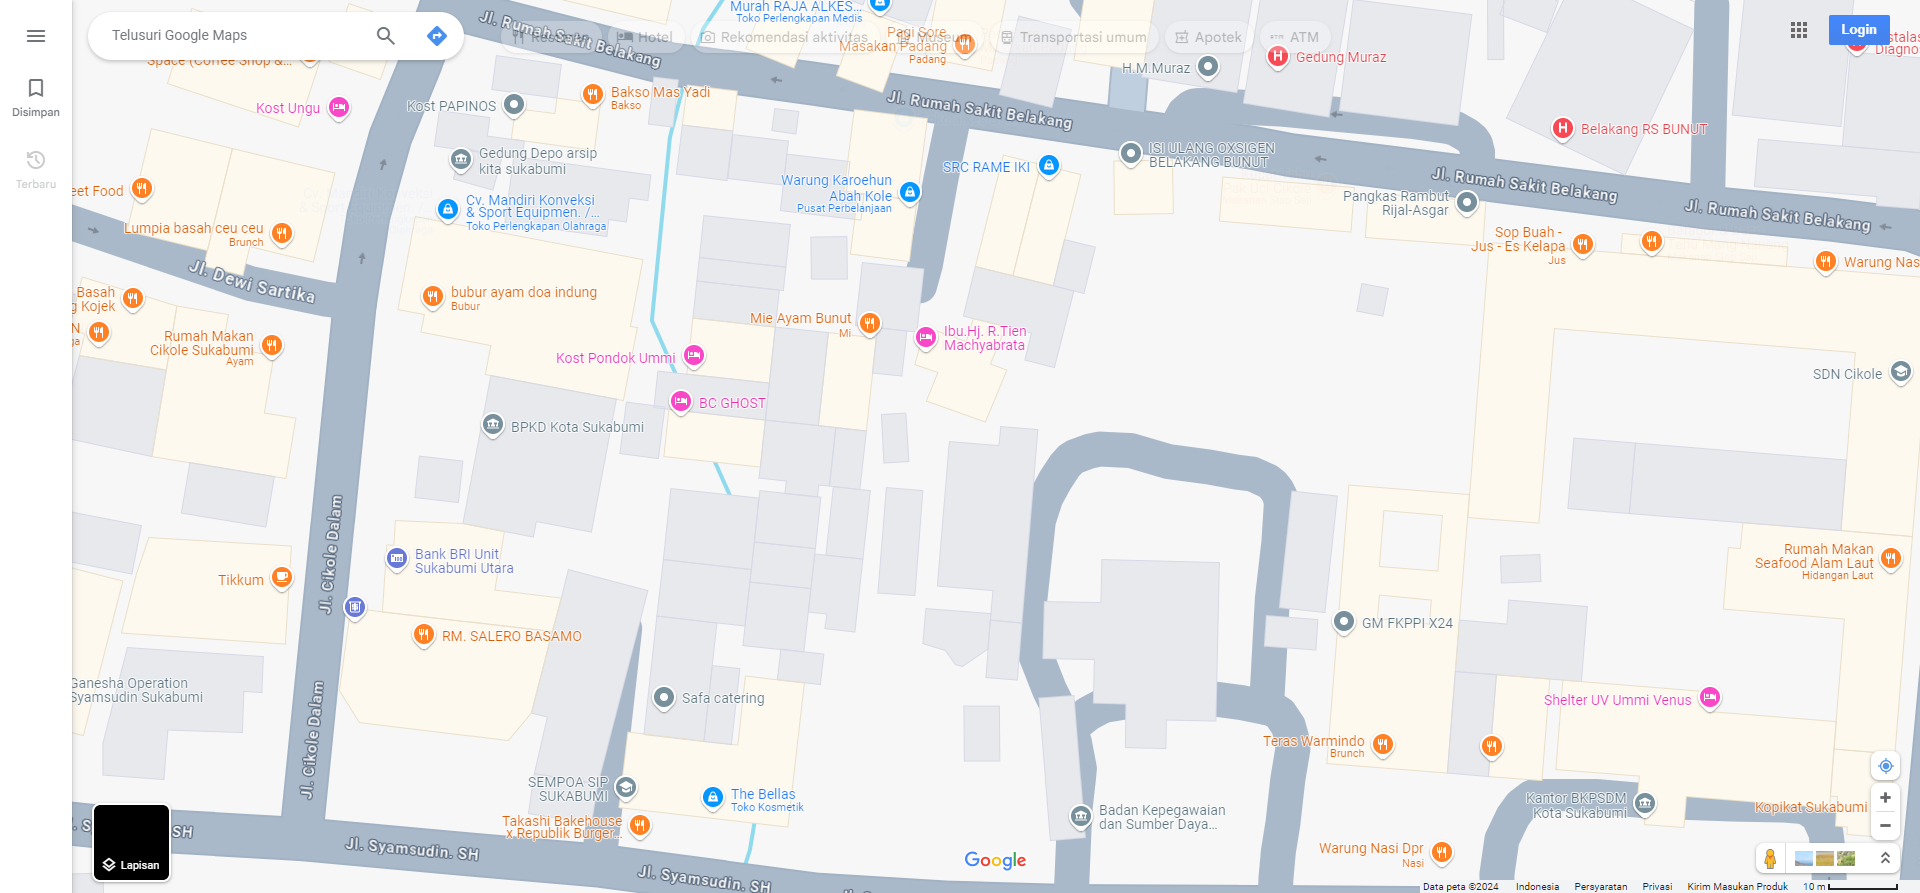 Telusuri Google Maps
Restoran
Hotel
Rekomendasi aktivitas
Museum
Transportasi umum
Apotek
ATM
Login
Disimpan
Terbaru
Murah RAJA ALKES...
Toko Perlengkapan Medis
Jl. Rumah Sakit Belakang
Pagi Sore
Masakan Padang
Padang
H.M.Muraz
Gedung Muraz
Space (Coffee Shop &...
Kost Ungu
Kost PAPINOS
Bakso Mas Yadi
Bakso
Jl. Rumah Sakit Belakang
Belakang RS BUNUT
Gedung Depo arsip
kita sukabumi
SRC RAME IKI
ISI ULANG OXSIGEN
BELAKANG BUNUT
Jl. Rumah Sakit Belakang
Jl. Rumah Sakit Belakang
eet Food
Cv. Mandiri Konveksi
& Sport Equipmen. /...
Toko Perlengkapan Olahraga
Warung Karoehun
Abah Kole
Pusat Perbelanjaan
Pangkas Rambut
Rijal-Asgar
Lumpia basah ceu ceu
Brunch
Sop Buah -
Jus - Es Kelapa
Jus
Warung Nas
Jl. Dewi Sartika
Basah
g Kojek
bubur ayam doa indung
Bubur
Mie Ayam Bunut
Mi
Ibu.Hj. R.Tien
Machyabrata
N
ga
Rumah Makan
Cikole Sukabumi
Ayam
Kost Pondok Ummi
SDN Cikole
BC GHOST
BPKD Kota Sukabumi
Jl. Cikole Dalam
Bank BRI Unit
Sukabumi Utara
Tikkum
Rumah Makan
Seafood Alam Laut
Hidangan Laut
RM. SALERO BASAMO
GM FKPPI X24
Ganesha Operation
Syamsudin Sukabumi
Safa catering
Shelter UV Ummi Venus
Jl. Cikole Dalam
Teras Warmindo
Brunch
SEMPOA SIP
SUKABUMI
The Bellas
Toko Kosmetik
Badan Kepegawaian
dan Sumber Daya...
Kantor BKPSDM
Kota Sukabumi
Kopikat Sukabumi
Takashi Bakehouse
x Republik Burger...
SH
Jl. Syamsudin. SH
Warung Nasi Dpr
Nasi
Lapisan
Jl. Syamsudin. SH
Google
Data peta ©2024
Indonesia
Persyaratan
Privasi
Kirim Masukan Produk
10 m